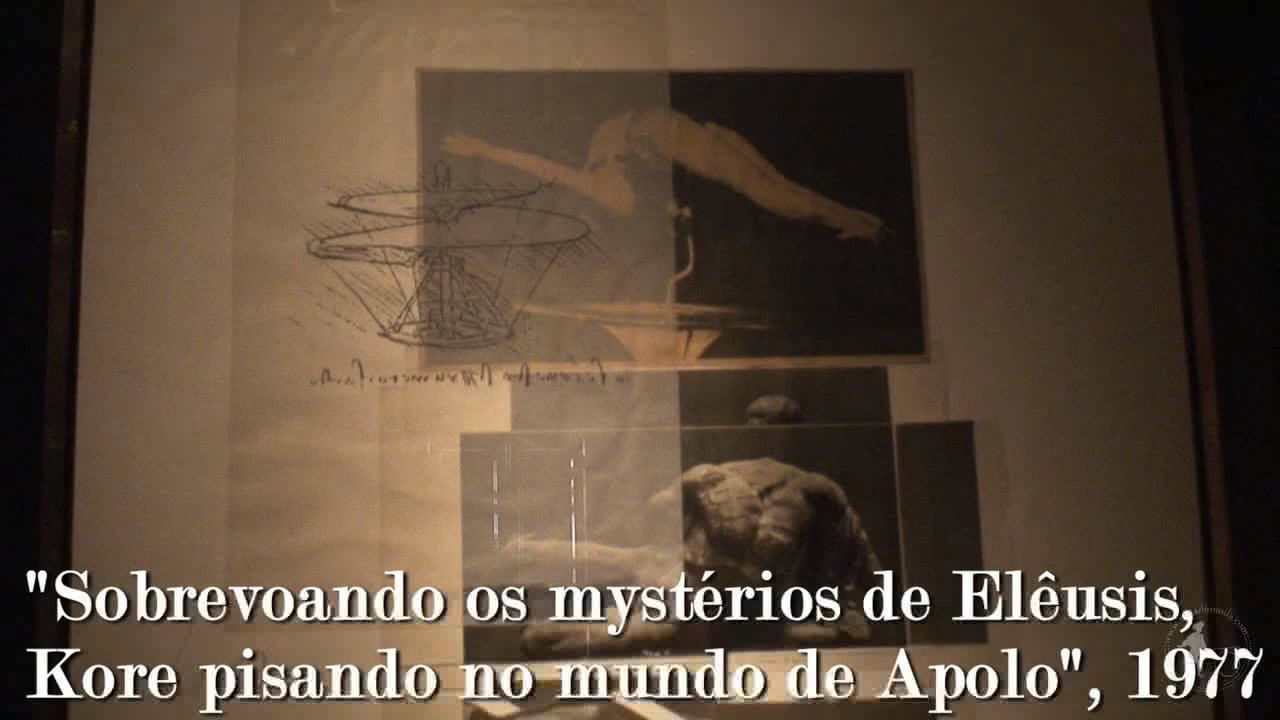 "Sobrevoando os mystérios de Elêusis,
Kore pisando no mundo de Apolo", 1977